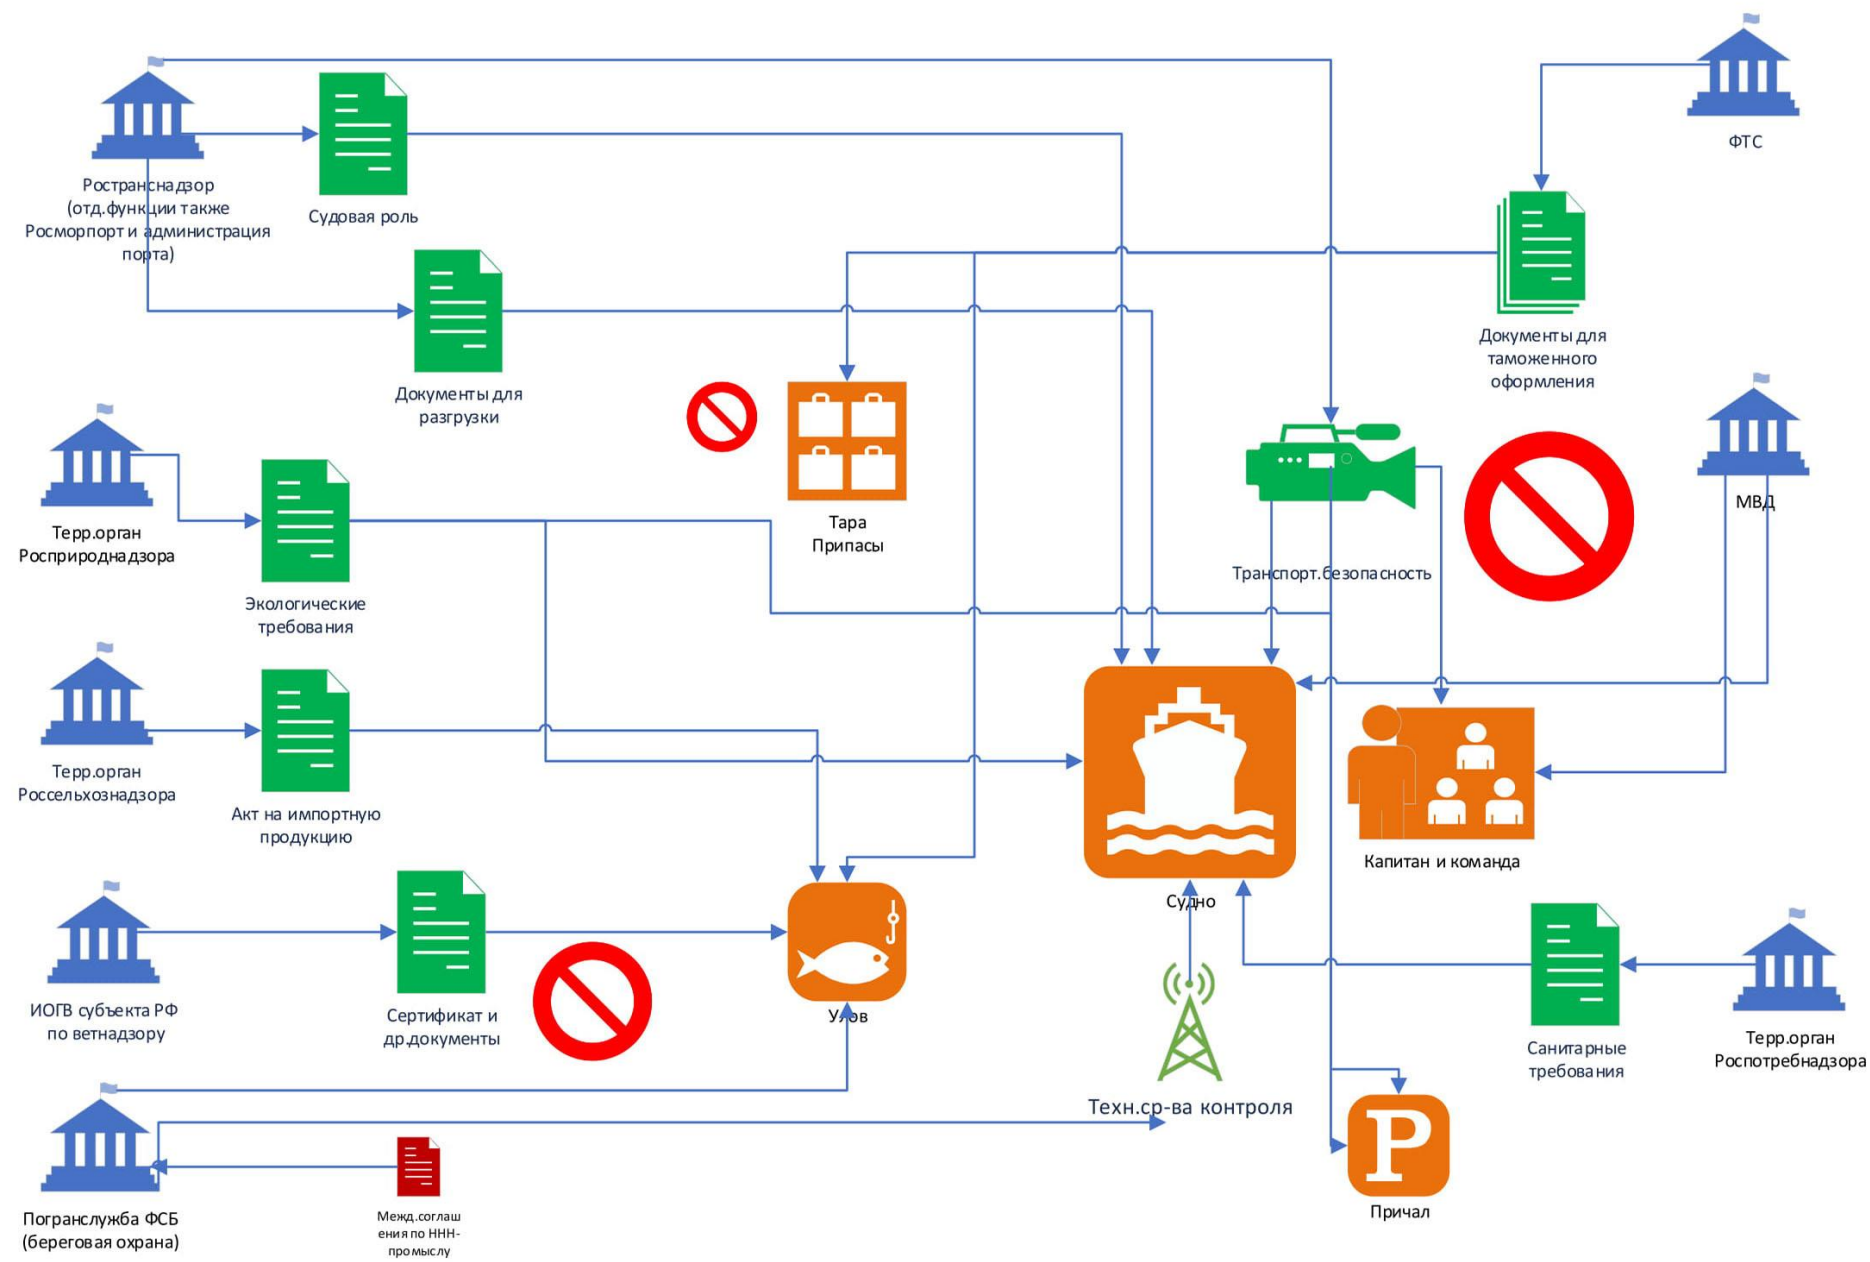 ФТС
Ространснадзор
(отд.функции также
Росморпорт и администрация
порта)
Судовая роль
Документы для
таможенного
оформления
Документы для
разгрузки
МВД
Тара
Припасы
Терр.орган
Росприроднадзора
Транспорт.безопасность
Экологические
требования
Терр.орган
Россельхознадзора
Акт на импортную
продукцию
Капитан и команда
Судно
ИОГВ субъекта РФ
по ветнадзору
Сертификат и
др.документы
Улов
Санитарные
требования
Терр.орган
Роспотребнадзора
Техн.ср-ва контроля
P
Причал
Погранслужба ФСБ
(береговая охрана)
Межд.соглаш
ения по ННН-
промыслу